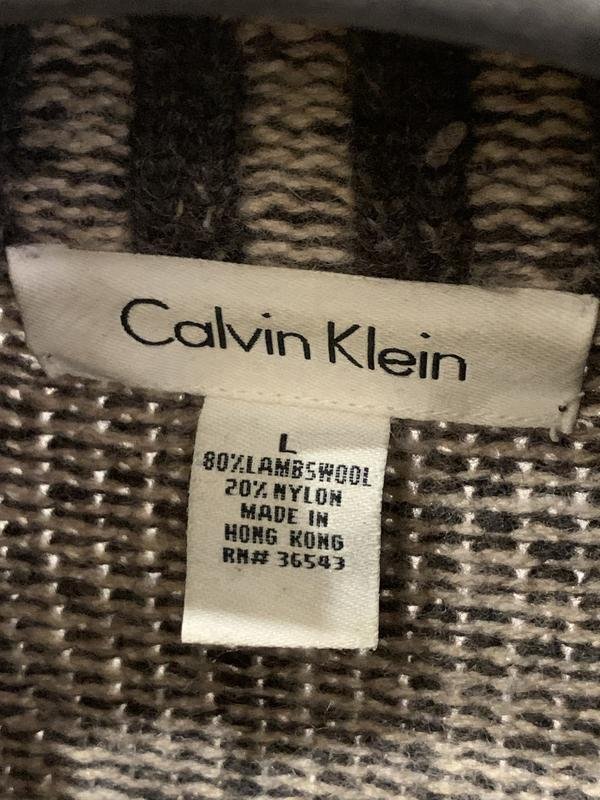 Calvin Klein
L
80% LAMBSWOOL
20% NYLON
MADE IN
HONG KONG
RN# 36543